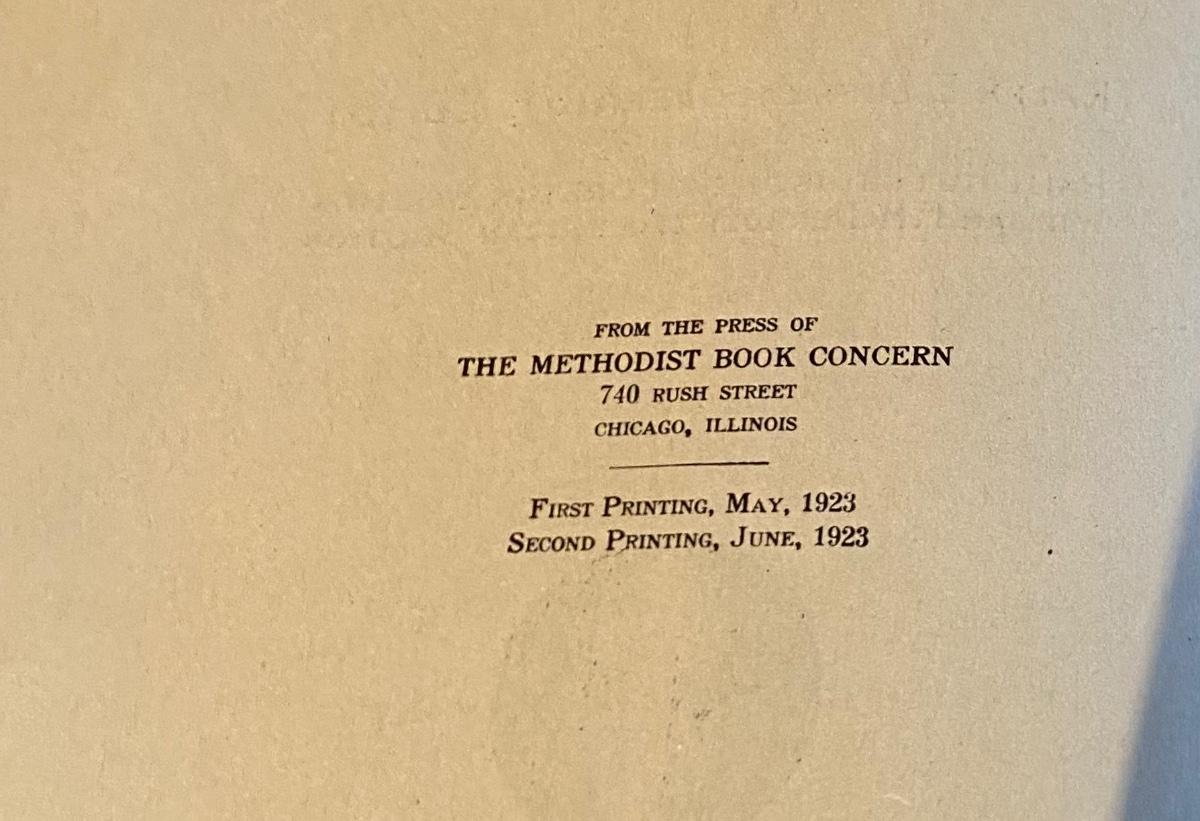 FROM THE PRESS OF
THE METHODIST BOOK CONCERN
740 RUSH STREET
CHICAGO, ILLINOIS
FIRST PRINTING, MAY, 1923
SECOND PRINTING, JUNE, 1923